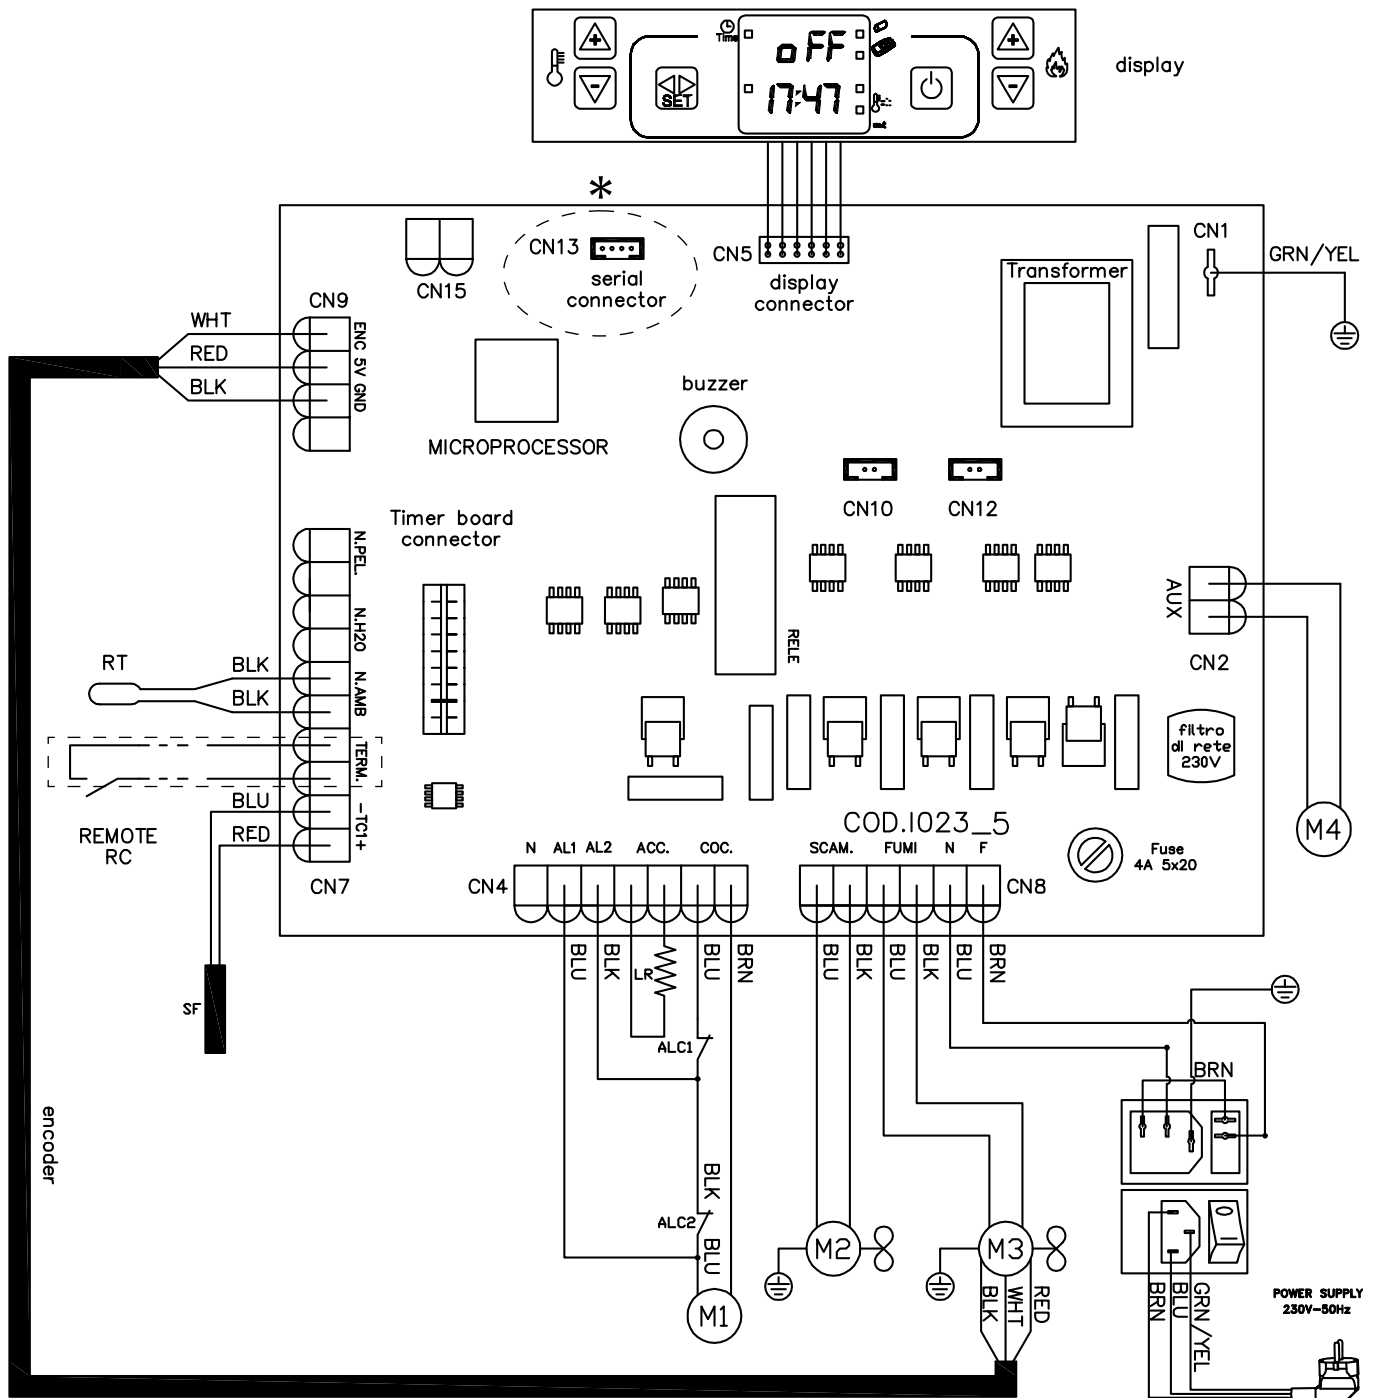 Time
oFF
17:47
SET
+
-
+
-
display
*
CN13
serial
connector
CN5
display
connector
CN15
CN1
GRN/YEL
Transformer
CN9
WHT
RED
BLK
ENC 5V GND
MICROPROCESSOR
buzzer
CN10
CN12
Timer board
connector
N.PEL.
N.H2O
N.AMB
TERM.
-TC1+
RELE
AUX
CN2
RT
BLK
BLK
BLU
RED
REMOTE
RC
CN7
filtro
di rete
230V
COD.I023_5
M4
Fuse
4A 5x20
N AL1 AL2 ACC. COC.
CN4
SCAM. FUMI N F
CN8
BLU
BLK
LR
BLU
BRN
BLU
BLK
BLU
BLK
BLU
BRN
SF
ALC1
BRN
encoder
BLK
ALC2
BLU
M1
M2
M3
BLK
WHT
RED
BRN
BLU
GRN/YEL
POWER SUPPLY
230V-50Hz